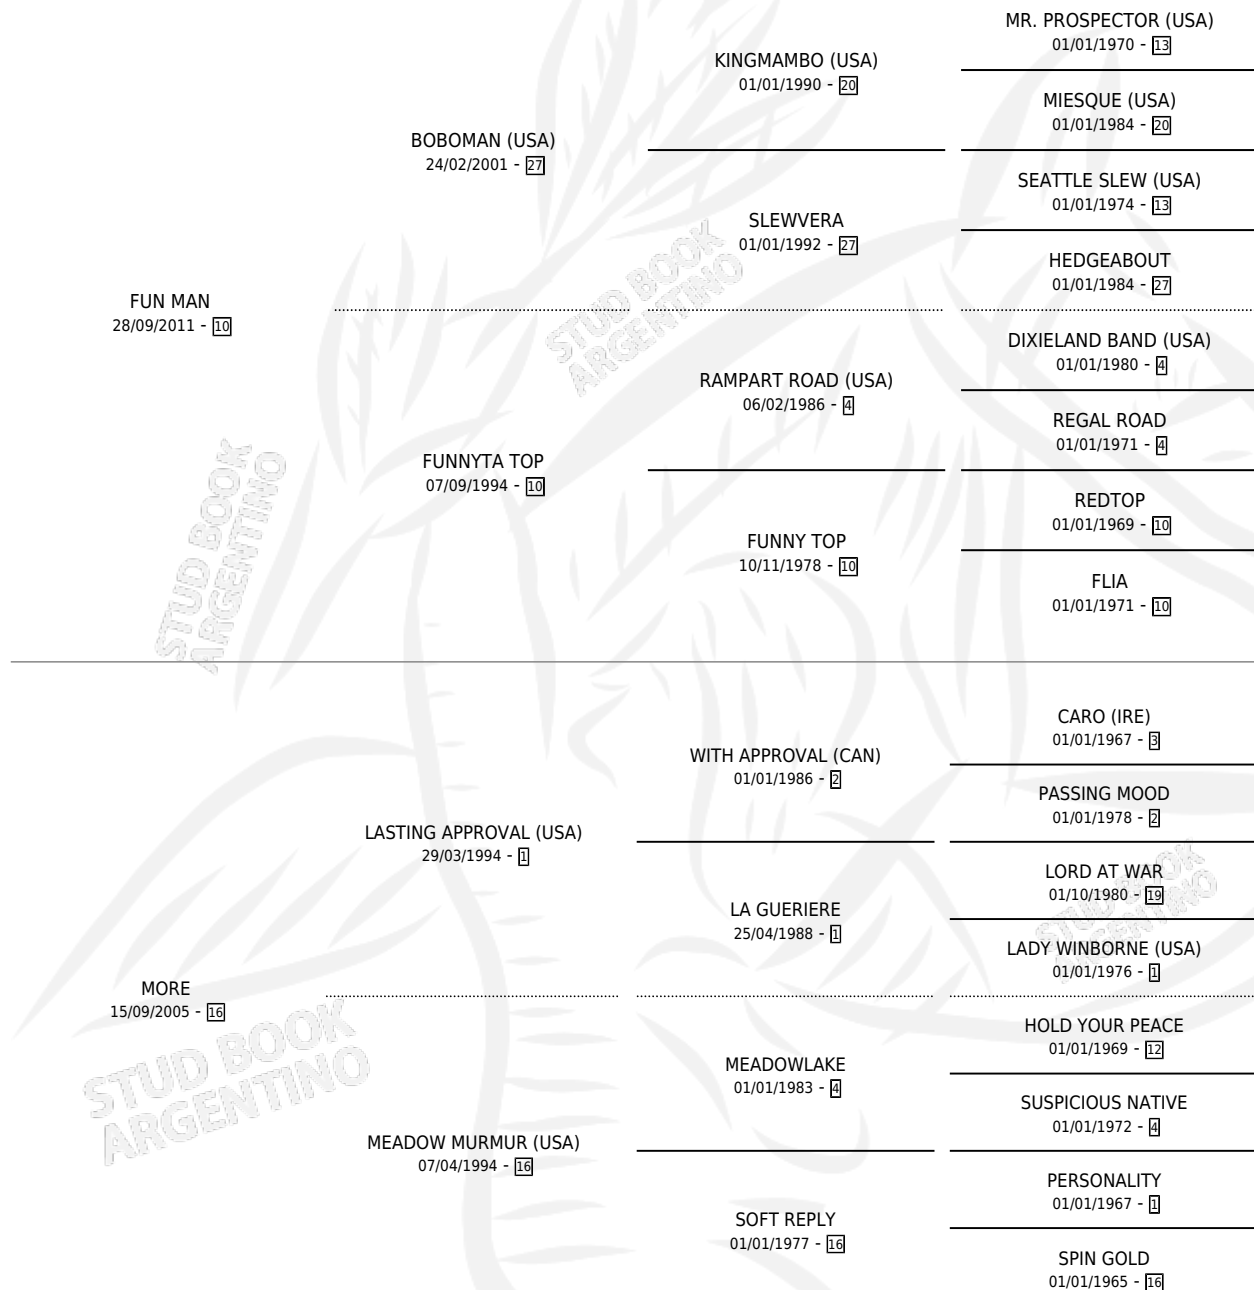 MR. PROSPECTOR (USA)
01/01/1970 - 13
KINGMAMBO (USA)
01/01/1990 - 20
MIESQUE (USA)
01/01/1984 - 20
BOBOMAN (USA)
24/02/2001 - 27
SEATTLE SLEW (USA)
01/01/1974 - 13
SLEWVERA
01/01/1992 - 27
HEDGEABOUT
01/01/1984 - 27
FUN MAN
28/09/2011 - 10
DIXIELAND BAND (USA)
01/01/1980 - 4
RAMPART ROAD (USA)
06/02/1986 - 4
REGAL ROAD
01/01/1971 - 4
FUNNYTA TOP
07/09/1994 - 10
REDTOP
01/01/1969 - 10
FUNNY TOP
10/11/1978 - 10
FLIA
01/01/1971 - 10
CARO (IRE)
01/01/1967 - 3
WITH APPROVAL (CAN)
01/01/1986 - 2
PASSING MOOD
01/01/1978 - 2
LASTING APPROVAL (USA)
29/03/1994 - 1
LORD AT WAR
01/10/1980 - 19
LA GUERIERE
25/04/1988 - 1
LADY WINBORNE (USA)
01/01/1976 - 1
MORE
15/09/2005 - 16
HOLD YOUR PEACE
01/01/1969 - 12
MEADOWLAKE
01/01/1983 - 4
SUSPICIOUS NATIVE
01/01/1972 - 4
MEADOW MURMUR (USA)
07/04/1994 - 16
PERSONALITY
01/01/1967 - 1
SOFT REPLY
01/01/1977 - 16
SPIN GOLD
01/01/1965 - 16
STUD BOOK
ARGENTINO
STUD BOOK
ARGENTINO
STUD BOOK
ARGENTINO
STUD BOOK
ARGENTINO